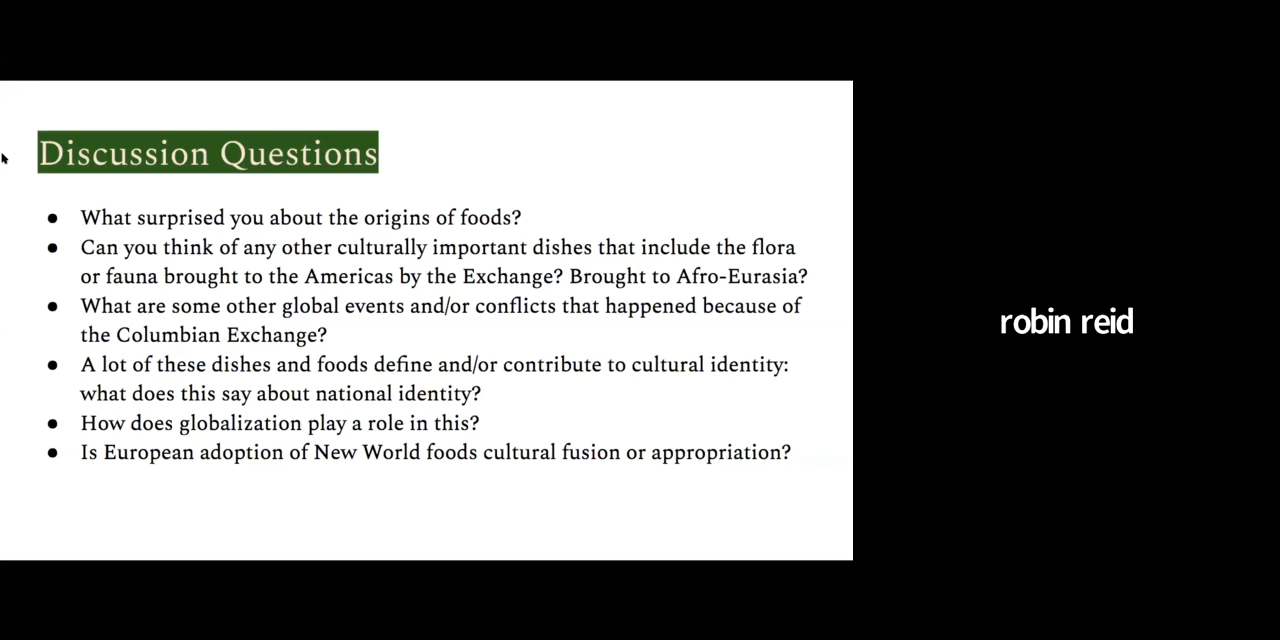 Discussion Questions
● What surprised you about the origins of foods?
● Can you think of any other culturally important dishes that include the flora
or fauna brought to the Americas by the Exchange? Brought to Afro-Eurasia?
● What are some other global events and/or conflicts that happened because of
the Columbian Exchange?
● A lot of these dishes and foods define and/or contribute to cultural identity:
what does this say about national identity?
● How does globalization play a role in this?
● Is European adoption of New World foods cultural fusion or appropriation?
robin reid